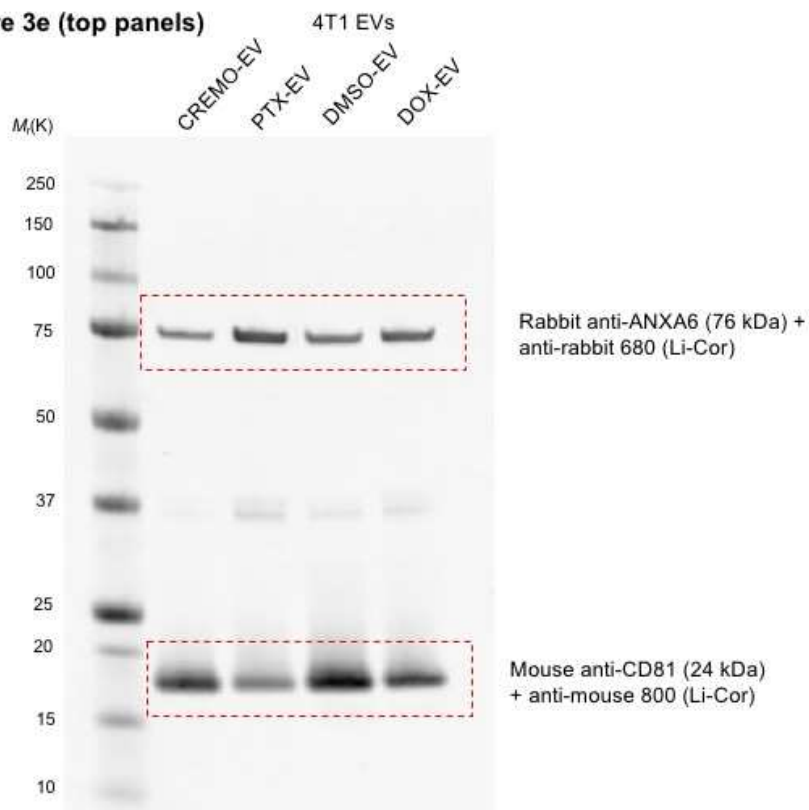 e 3e (top panels)
4T1 EVs
CREMO-EV
PTX-EV
DMSO-EV
DOX-EV
Mr(K)
250
150
100
75
50
37
25
20
15
10
Rabbit anti-ANXA6 (76 kDa) +
anti-rabbit 680 (Li-Cor)
Mouse anti-CD81 (24 kDa)
+ anti-mouse 800 (Li-Cor)